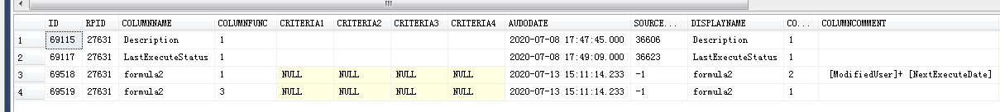 ID RPID COLUMNNAME COLUMNFUNC CRITERIA1 CRITERIA2 CRITERIA3 CRITERIA4 AUDODATE SOURCE... DISPLAYNAME CO... COLUMNCOMMENT
1 69115 27631 Description 1 2020-07-08 17:47:45.000 36606 Description 1
2 69117 27631 LastExecuteStatus 1 2020-07-08 17:49:09.000 36623 LastExecuteStatus 1
3 69518 27631 formula2 1 NULL NULL NULL NULL 2020-07-13 15:11:14.233 -1 formula2 2 [ModifiedUser]+ [NextExecuteDate]
4 69519 27631 formula2 3 NULL NULL NULL NULL 2020-07-13 15:11:14.233 -1 formula2 1